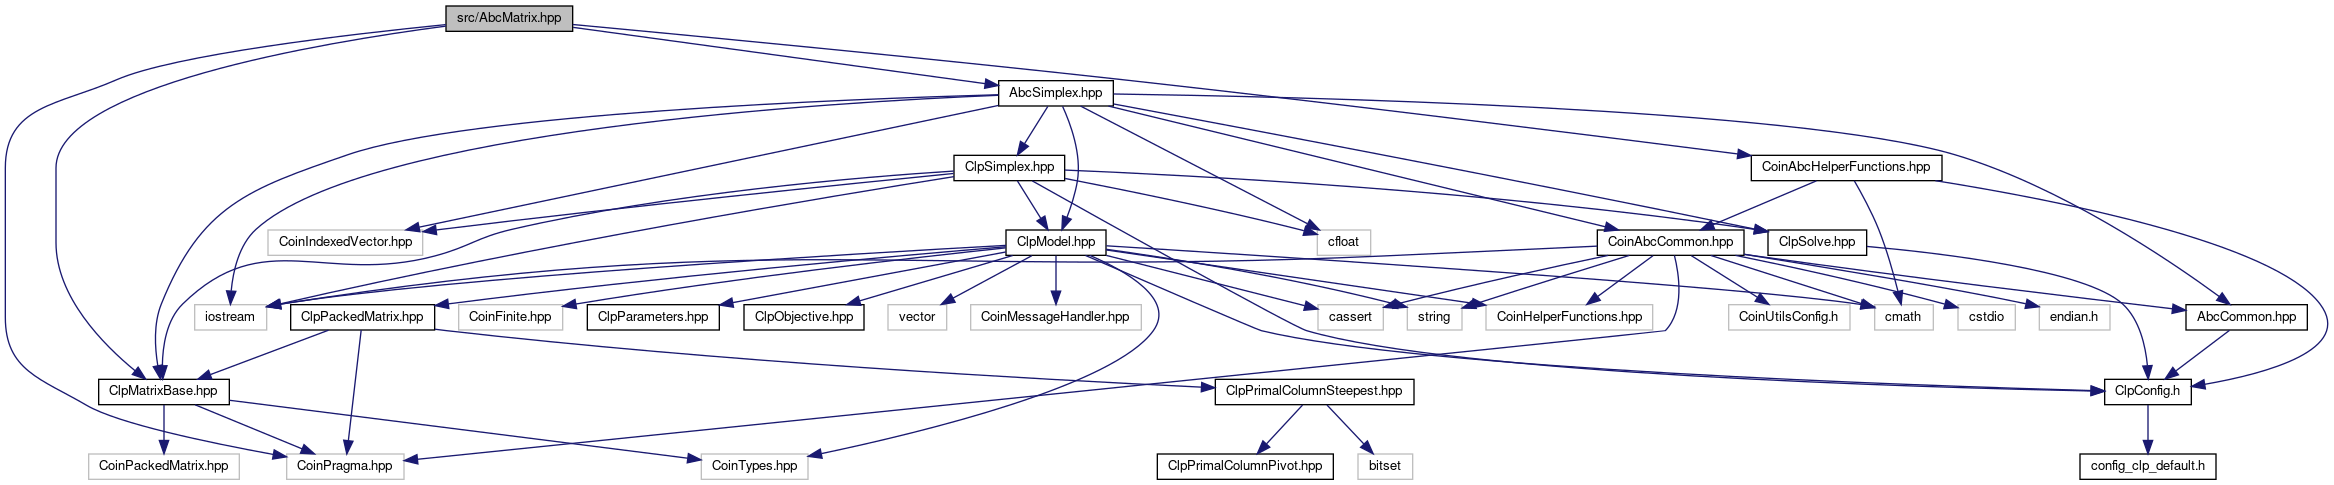 src/AbcMatrix.hpp
AbcSimplex.hpp
ClpSimplex.hpp
CoinAbcHelperFunctions.hpp
CoinIndexedVector.hpp
ClpModel.hpp
cfloat
CoinAbcCommon.hpp
ClpSolve.hpp
iostream
ClpPackedMatrix.hpp
CoinFinite.hpp
ClpParameters.hpp
ClpObjective.hpp
vector
CoinMessageHandler.hpp
cassert
string
CoinHelperFunctions.hpp
CoinUtilsConfig.h
cmath
cstdio
endian.h
AbcCommon.hpp
ClpMatrixBase.hpp
ClpPrimalColumnSteepest.hpp
ClpConfig.h
CoinPackedMatrix.hpp
CoinPragma.hpp
CoinTypes.hpp
ClpPrimalColumnPivot.hpp
bitset
config_clp_default.h